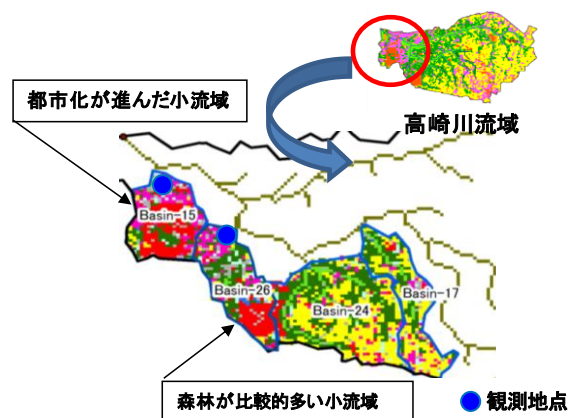 都市化が進んだ小流域
高崎川流域
Basin-15
Basin-26
Basin-24
Basin-17
森林が比較的多い小流域
観測地点